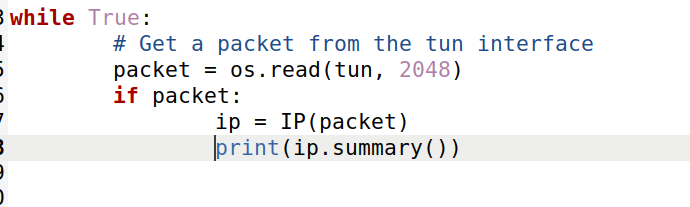 while True:
# Get a packet from the tun interface
packet = os.read(tun, 2048)
if packet:
ip = IP(packet)
print(ip.summary())